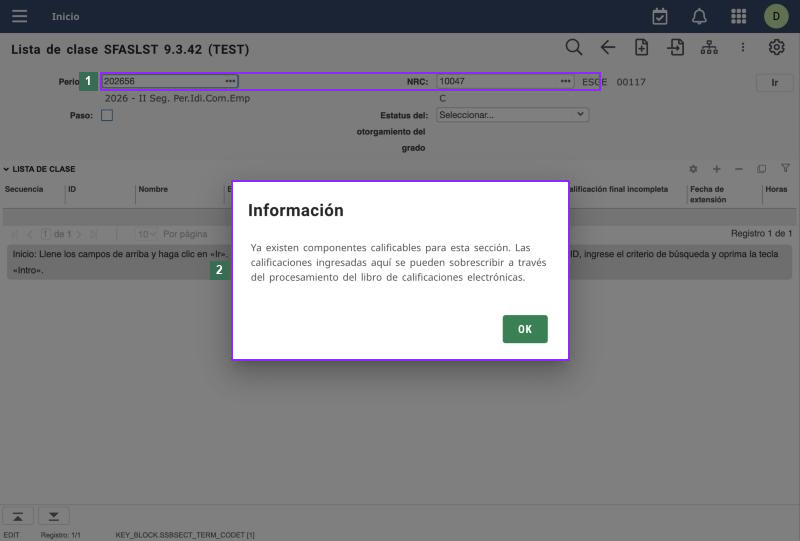 Inicio
D
Lista de clase SFASLST 9.3.42 (TEST)
1
202656
NRC:
10047
ESGE 00117
Ir
2026 - II Seg. Per.Idi.Com.Emp
C
Paso:
Estatus del:
Seleccionar...
otorgamiento del
grado
LISTA DE CLASE
Secuencia
ID
Nombre
Fecha de
extensión
Horas
1 de 1
10
Por página
Registro 1 de 1
Inicio: Llene los campos de arriba y haga clic en «Ir».
ID, ingrese el criterio de búsqueda y oprima la tecla
«Intro».
2
Información
Ya existen componentes calificables para esta sección. Las
calificaciones ingresadas aquí se pueden sobrescribir a través
del procesamiento del libro de calificaciones electrónicas.
OK
EDIT
Registro: 1/1
KEY_BLOCK.SSBSECT_TERM_CODET [1]